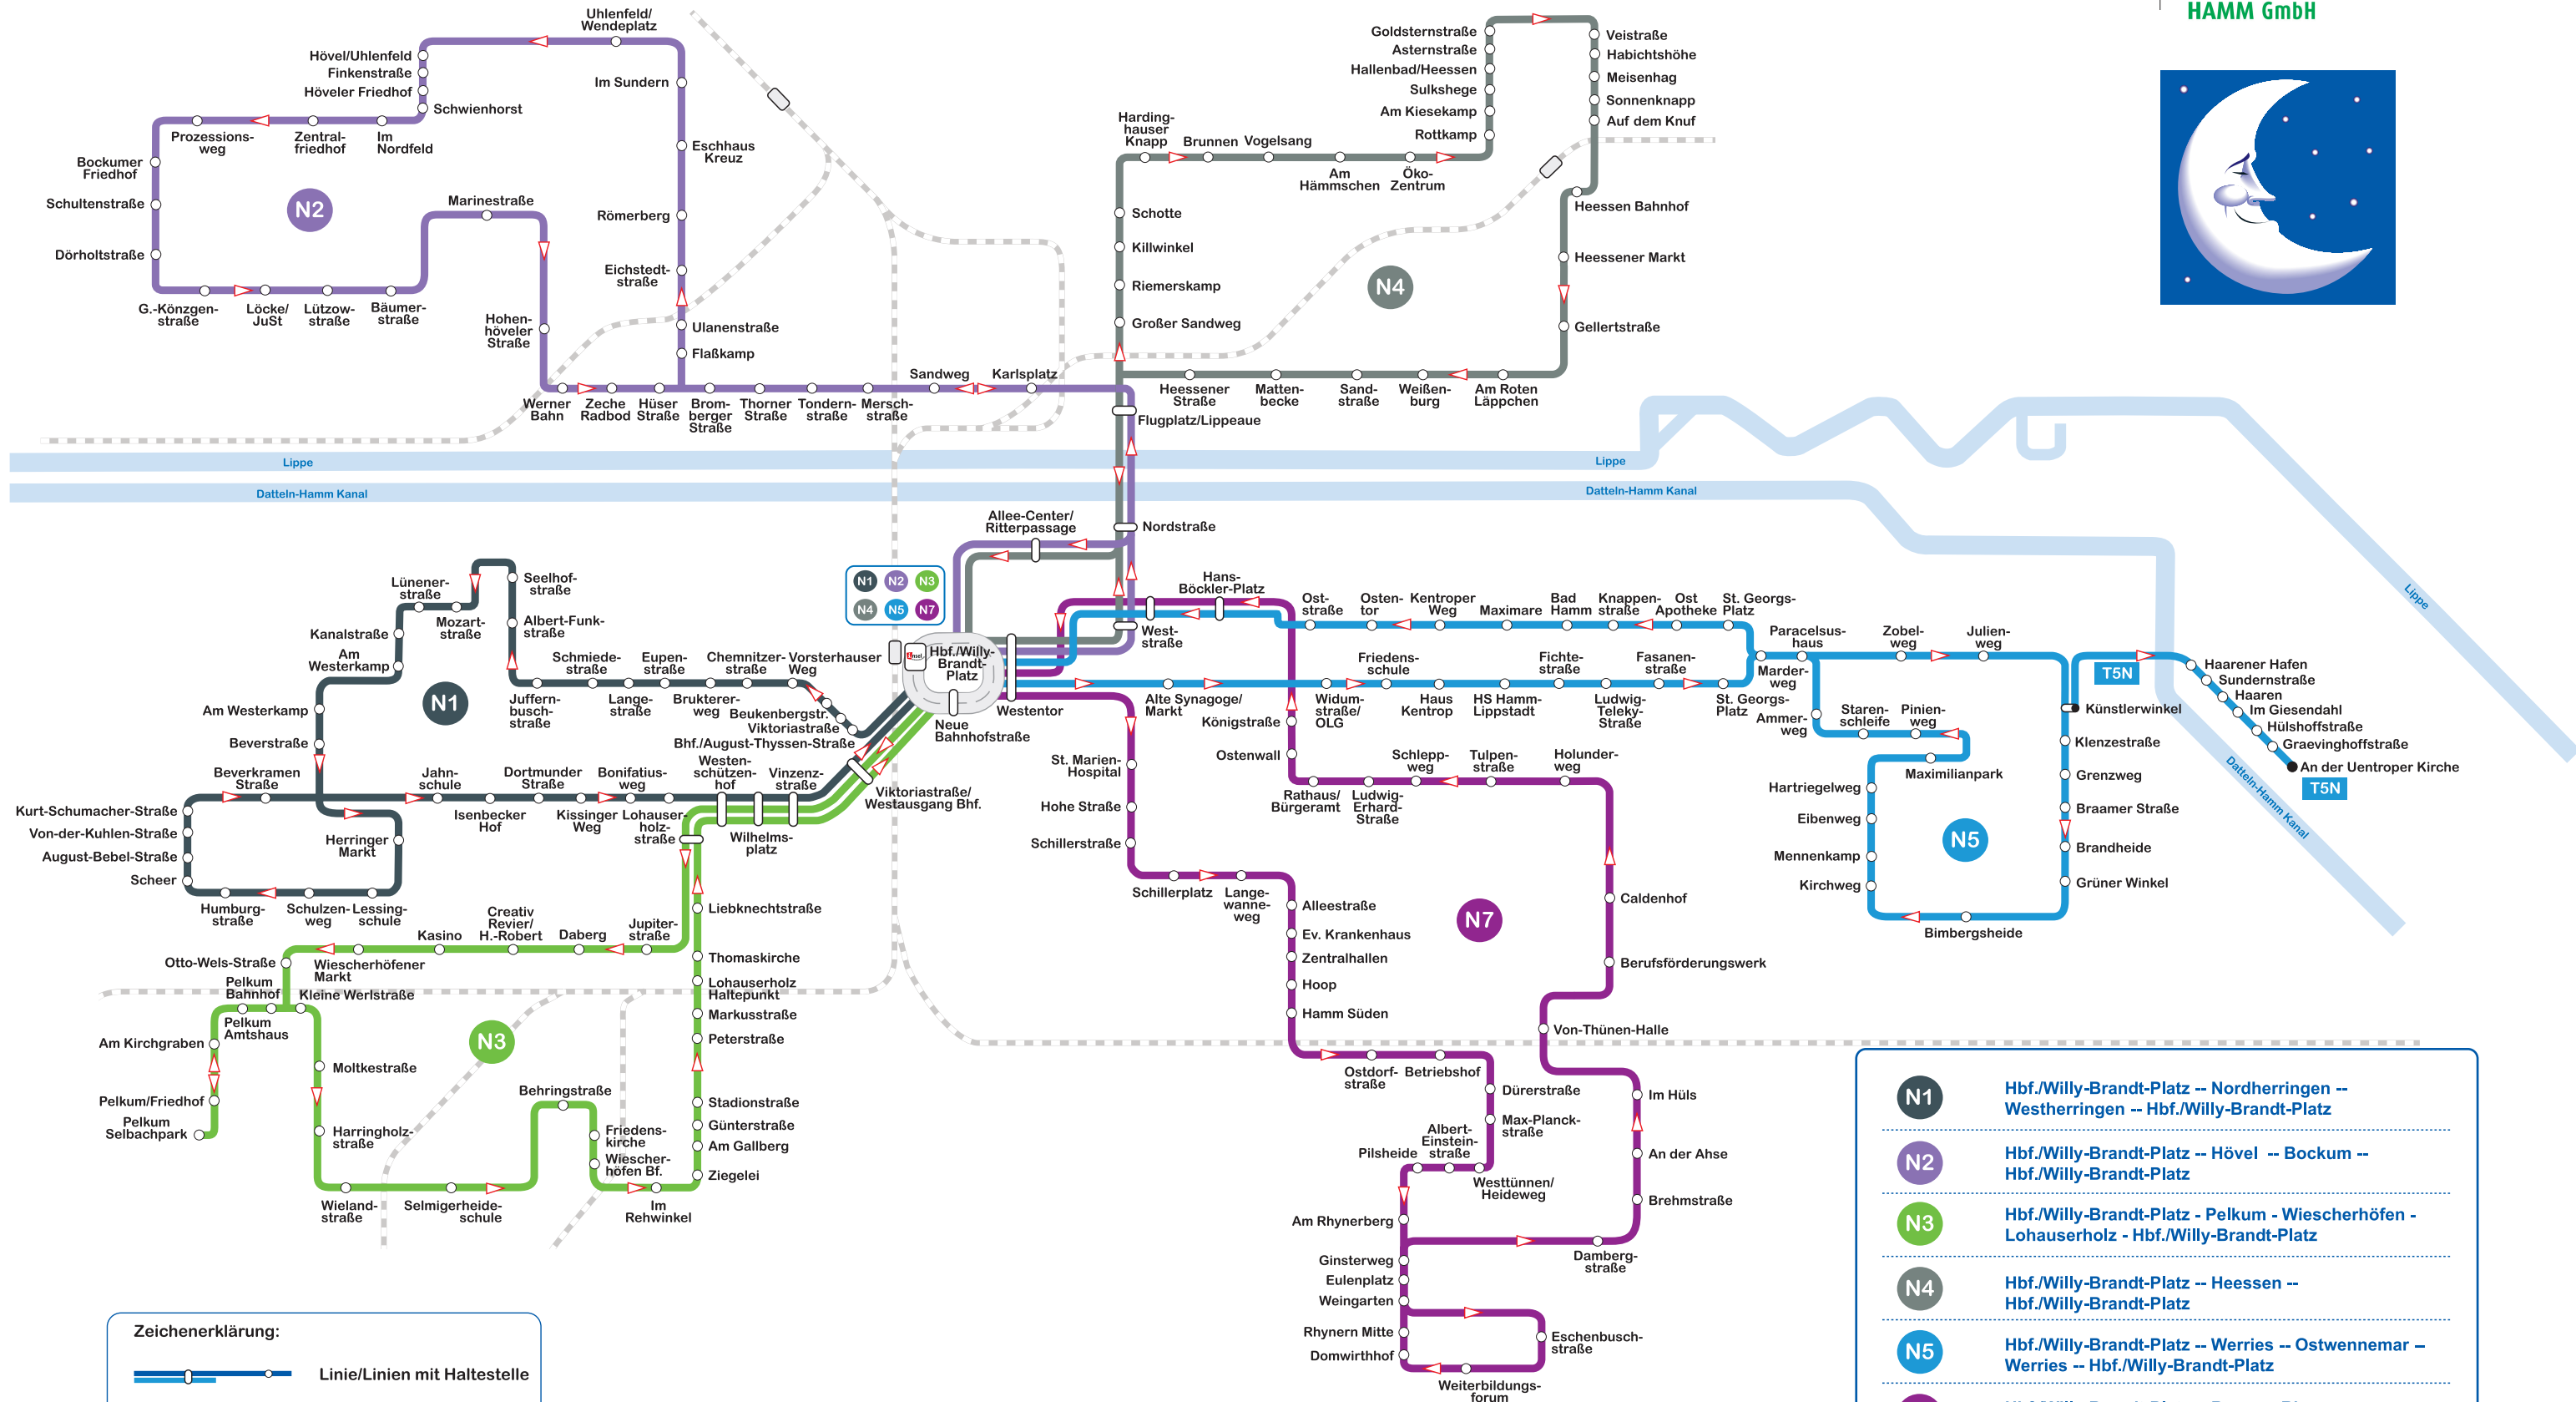 HAMM GmbH
Uhlenfeld/
Wendeplatz
Hövel/Uhlenfeld
Finkenstraße
Höveler Friedhof
Schwienhorst
Im Sundern
Prozessions-
weg
Zentral-
friedhof
Im
Nordfeld
Eschhaus
Kreuz
Bockumer
Friedhof
Schultenstraße
N2
Marinestraße
Römerberg
Dörholtstraße
Eichstedt-
straße
G.-Könzgen-
straße
Löcke/
JuSt
Lützow-
straße
Bäumer-
straße
Hohen-
höveler
Straße
Ulanenstraße
Flaßkamp
Werner
Bahn
Zeche
Radbod
Hüser
Straße
Brom-
berger
Straße
Thorner
Straße
Tondern-
straße
Mersch-
straße
Sandweg
Karlsplatz
Goldsternstraße
Asternstraße
Hallenbad/Heessen
Sulkshege
Am Kiesekamp
Rottkamp
Veistraße
Habichtshöhe
Meisenhag
Sonnenknapp
Auf dem Knuf
Harding-
hauser
Knapp
Brunnen
Vogelsang
Am
Hämmschen
Öko-
Zentrum
Schotte
Killwinkel
Riemerskamp
Großer Sandweg
N4
Heessen Bahnhof
Heessener Markt
Gellertstraße
Heessener
Straße
Matten-
becke
Sand-
straße
Weißen-
burg
Am Roten
Läppchen
Flugplatz/Lippeaue
Lippe
Lippe
Datteln-Hamm Kanal
Datteln-Hamm Kanal
Lippe
Datteln-Hamm Kanal
Allee-Center/
Ritterpassage
Nordstraße
N1 N2 N3
N4 N5 N7
Hbf./Willy-
Brandt-
Platz
West-
straße
Hans-
Böckler-Platz
Westentor
Neue
Bahnhofstraße
Lünener-
straße
Mozart-
straße
Seelhof-
straße
Albert-Funk-
straße
Kanalstraße
Am
Westerkamp
Am Westerkamp
Beverstraße
N1
Juffern-
busch-
straße
Schmiede-
straße
Lange-
straße
Eupen-
straße
Brukterer-
weg
Chemnitzer-
straße
Vorsterhauser
Weg
Beukenbergstr.
Viktoriastraße
Bhf./August-Thyssen-Straße
Beverkramen
Straße
Jahn-
schule
Isenbecker
Hof
Dortmunder
Straße
Kissinger
Weg
Bonifatius-
weg
Lohauser-
holz-
straße
Westen-
schützen-
hof
Wilhelms-
platz
Vinzenz-
straße
Viktoriastraße/
Westausgang Bhf.
Kurt-Schumacher-Straße
Von-der-Kuhlen-Straße
August-Bebel-Straße
Scheer
Herringer
Markt
Humburg-
straße
Schulzen-
weg
Lessing-
schule
Otto-Wels-Straße
Wiescherhöfener
Markt
Kasino
Creativ
Revier/
H.-Robert
Daberg
Jupiter-
straße
Liebknechtstraße
Thomaskirche
Lohauserholz
Haltepunkt
Markusstraße
Peterstraße
Stadionstraße
Günterstraße
Am Gallberg
Ziegelei
Pelkum
Bahnhof
Kleine Werlstraße
Pelkum
Amtshaus
Am Kirchgraben
Pelkum/Friedhof
Pelkum
Selbachpark
N3
Moltkestraße
Harringholz-
straße
Wieland-
straße
Selmigerheide-
schule
Behringstraße
Friedens-
kirche
Wiescher-
höfen Bf.
Im
Rehwinkel
Ost-
straße
Osten-
tor
Kentroper
Weg
Maximare
Bad
Hamm
Knappen-
straße
Ost
Apotheke
St. Georgs-
Platz
Alte Synagoge/
Markt
Widum-
straße/
OLG
Friedens-
schule
Haus
Kentrop
HS Hamm-
Lippstadt
Fichte-
straße
Ludwig-
Teleky-
Straße
Fasanen-
straße
St. Georgs-
Platz
Marder-
weg
Paracelsus-
haus
Zobel-
weg
Julien-
weg
Ammer-
weg
Staren-
schleife
Pinien-
weg
Maximilianpark
Hartriegelweg
Eibenweg
Mennenkamp
Kirchweg
N5
Bimbergsheide
Künstlerwinkel
Klenzestraße
Grenzweg
Braamer Straße
Brandheide
Grüner Winkel
T5N
Haarener Hafen
Sundernstraße
Haaren
Im Giesendahl
Hülshoffstraße
Graevinghoffstraße
An der Uentroper Kirche
T5N
St. Marien-
Hospital
Hohe Straße
Schillerstraße
Schillerplatz
Lange-
wanne-
weg
Königstraße
Ostenwall
Rathaus/
Bürgeramt
Ludwig-
Erhard-
Straße
Schlepp-
weg
Tulpen-
straße
Holunder-
weg
Alleestraße
Ev. Krankenhaus
Zentralhallen
Hoop
Hamm Süden
N7
Caldenhof
Berufsförderungswerk
Von-Thünen-Halle
Ostdorf-
straße
Betriebshof
Dürerstraße
Max-Planck-
straße
Albert-
Einstein-
straße
Pilsheide
Westtünnen/
Heideweg
Im Hüls
An der Ahse
Brehmstraße
Am Rhynerberg
Damberg-
straße
Ginsterweg
Eulenplatz
Weingarten
Rhynern Mitte
Domwirthhof
Eschenbusch-
straße
Weiterbildungs-
forum
Zeichenerklärung:
Linie/Linien mit Haltestelle
N1
Hbf./Willy-Brandt-Platz -- Nordherringen --
Westherringen -- Hbf./Willy-Brandt-Platz
N2
Hbf./Willy-Brandt-Platz -- Hövel -- Bockum --
Hbf./Willy-Brandt-Platz
N3
Hbf./Willy-Brandt-Platz - Pelkum - Wiescherhöfen -
Lohauserholz - Hbf./Willy-Brandt-Platz
N4
Hbf./Willy-Brandt-Platz -- Heessen --
Hbf./Willy-Brandt-Platz
N5
Hbf./Willy-Brandt-Platz -- Werries -- Ostwennemar –
Werries -- Hbf./Willy-Brandt-Platz